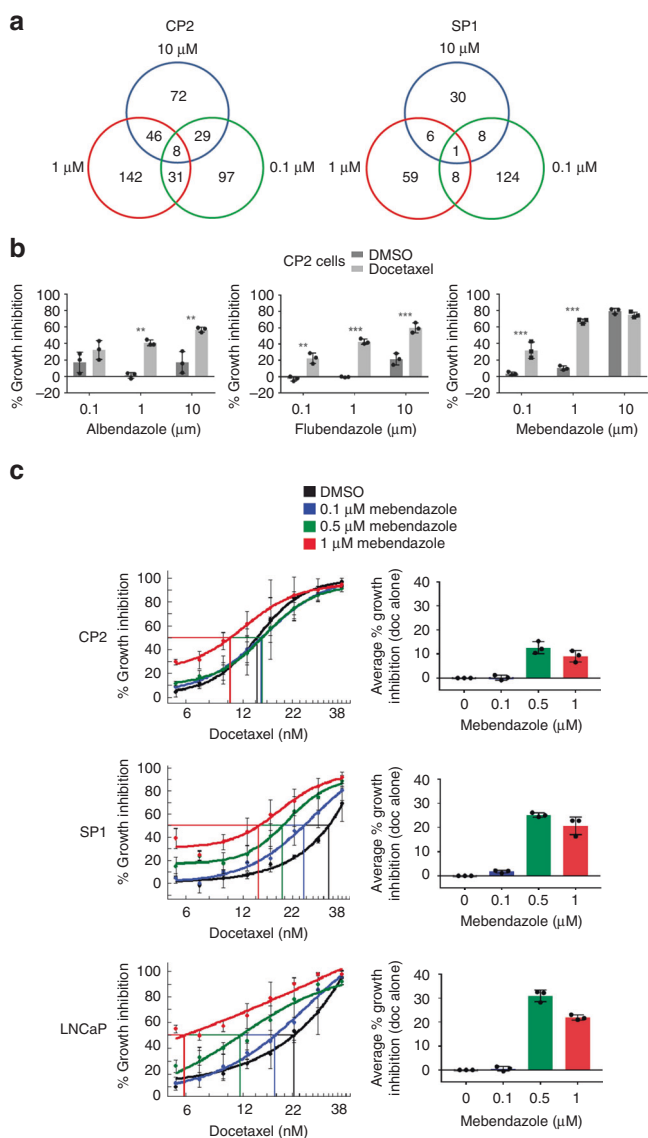 a
CP2
SP1
10 μM
10 μM
72
30
46
29
6
8
8
1
1 μM
0.1 μM
1 μM
0.1 μM
142
31
97
59
8
124
b
CP2 cells
DMSO
Docetaxel
% Growth inhibition
100
80
60
40
20
0
–20
**
**
0.1
1
10
Albendazole (μm)
% Growth inhibition
100
80
60
40
20
0
–20
**
***
***
0.1
1
10
Flubendazole (μm)
% Growth inhibition
100
80
60
40
20
0
–20
***
***
0.1
1
10
Mebendazole (μm)
c
DMSO
0.1 μM mebendazole
0.5 μM mebendazole
1 μM mebendazole
CP2
% Growth inhibition
100
80
60
40
20
0
6
12
22
38
Docetaxel (nM)
Average % growth
inhibition (doc alone)
40
30
20
10
0
0
0.1
0.5
1
Mebendazole
(μM)
SP1
% Growth inhibition
100
80
60
40
20
0
6
12
22
38
Docetaxel (nM)
Average % growth
inhibition (doc alone)
40
30
20
10
0
0
0.1
0.5
1
Mebendazole
(μM)
LNCaP
% Growth inhibition
100
80
60
40
20
0
6
12
22
38
Docetaxel (nM)
Average % growth
inhibition (doc alone)
40
30
20
10
0
0
0.1
0.5
1
Mebendazole
(μM)